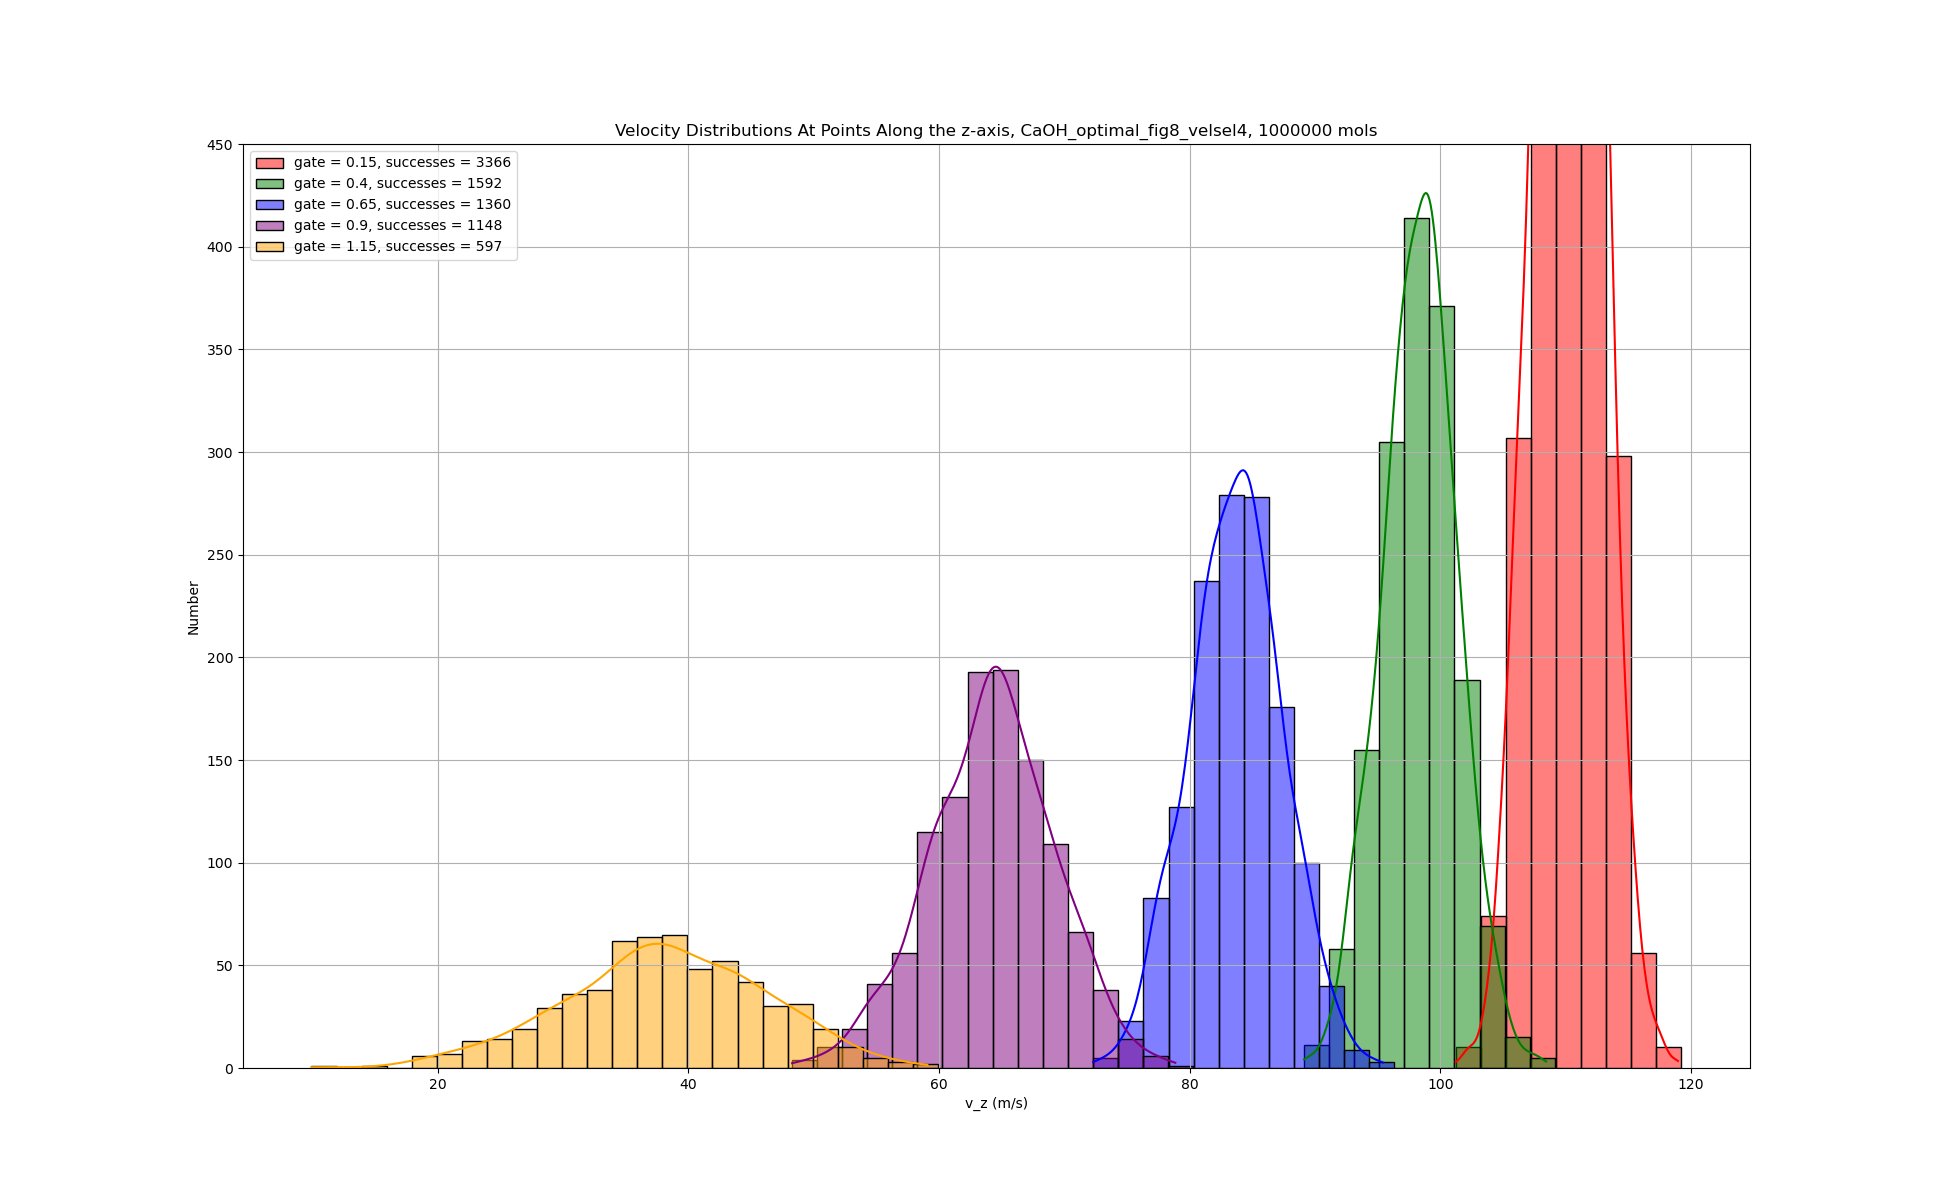 Velocity Distributions At Points Along the z-axis, CaOH_optimal_fig8_velsel4, 1000000 mols
gate = 0.15, successes = 3366
gate = 0.4, successes = 1592
gate = 0.65, successes = 1360
gate = 0.9, successes = 1148
gate = 1.15, successes = 597
450
400
350
300
250
200
150
100
50
0
Number
20 40 60 80 100 120
v_z (m/s)